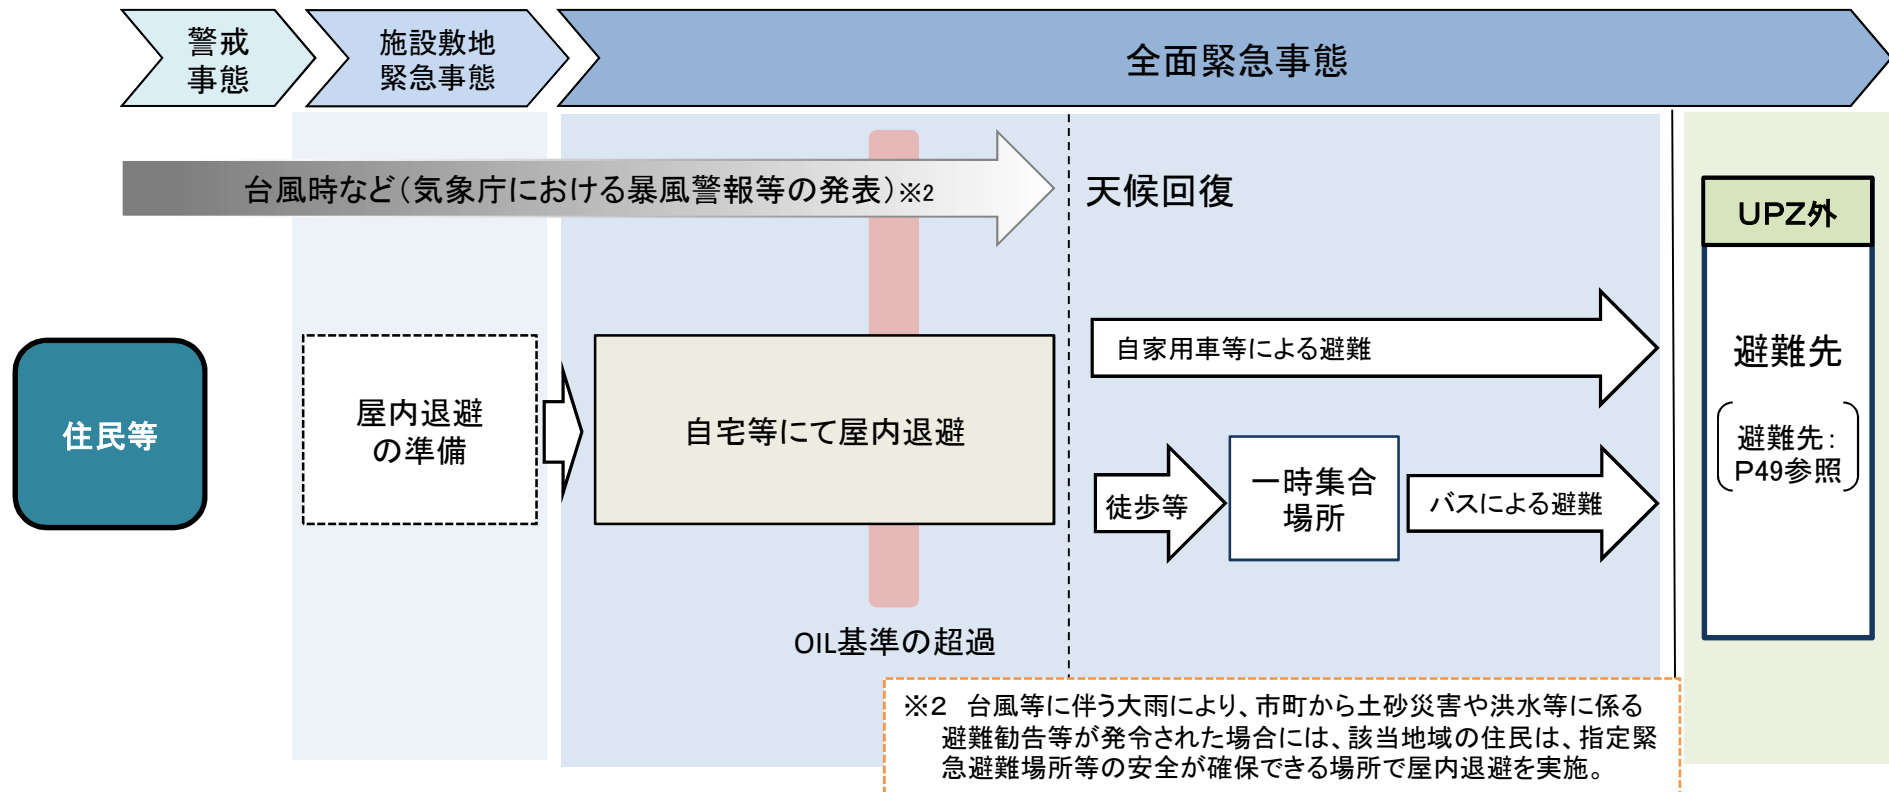 警戒
事態
施設敷地
緊急事態
全面緊急事態
台風時など（気象庁における暴風警報等の発表）※2
天候回復
UPZ外
避難先
避難先：
P49参照
住民等
屋内退避
の準備
自宅等にて屋内退避
自家用車等による避難
徒歩等
一時集合
場所
バスによる避難
OIL基準の超過
※2　台風等に伴う大雨により、市町から土砂災害や洪水等に係る
避難勧告等が発令された場合には、該当地域の住民は、指定緊
急避難場所等の安全が確保できる場所で屋内退避を実施。